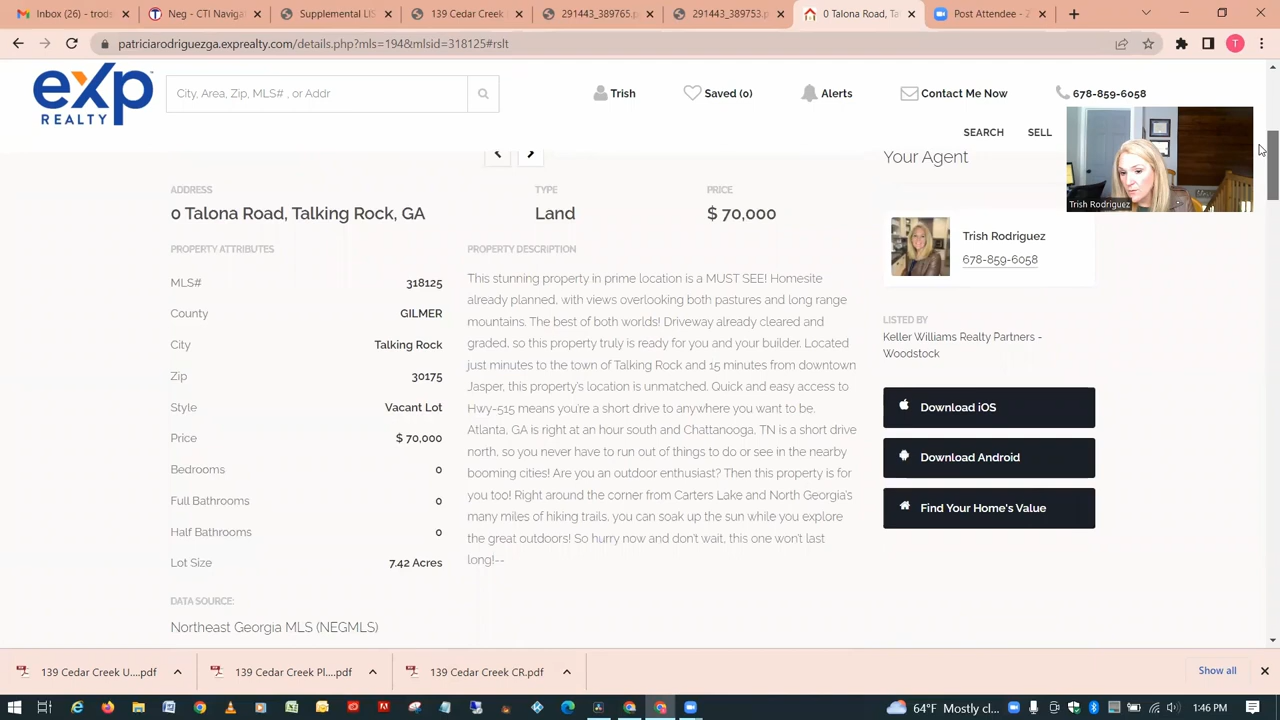 Neg - CTI Navigat
Supplemental LIS
139 Cedar Creek
291443_389765.p
291443_389753.p
0 Talona Road, Ta
Post Attendee - Z
patriciarodriguezga.exprealty.com/details.php?mls=194&mlsid=318125#rslt
T
eXp
REALTY
City, Area, Zip, MLS# , or Addr
Trish
Saved (0)
Alerts
Contact Me Now
678-859-6058
SEARCH
SELL
Your Agent
Trish Rodriguez
ADDRESS
TYPE
PRICE
0 Talona Road, Talking Rock, GA
Land
$ 70,000
Trish Rodriguez
678-859-6058
PROPERTY ATTRIBUTES
PROPERTY DESCRIPTION
MLS# 318125
County GILMER
City Talking Rock
Zip 30175
Style Vacant Lot
Price $ 70,000
Bedrooms 0
Full Bathrooms 0
Half Bathrooms 0
Lot Size 7.42 Acres
DATA SOURCE:
Northeast Georgia MLS (NEGMLS)
This stunning property in prime location is a MUST SEE! Homesite
already planned, with views overlooking both pastures and long range
mountains. The best of both worlds! Driveway already cleared and
graded, so this property truly is ready for you and your builder. Located
just minutes to the town of Talking Rock and 15 minutes from downtown
Jasper, this property's location is unmatched. Quick and easy access to
Hwy-515 means you're a short drive to anywhere you want to be.
Atlanta, GA is right at an hour south and Chattanooga. TN is a short drive
north, so you never have to run out of things to do or see in the nearby
booming cities! Are you an outdoor enthusiast? Then this property is for
you too! Right around the corner from Carters Lake and North Georgia's
many miles of hiking trails, you can soak up the sun while you explore
the great outdoors! So hurry now and don't wait, this one won't last
long!--
LISTED BY
Keller Williams Realty Partners -
Woodstock
Download iOS
Download Android
Find Your Home's Value
139 Cedar Creek U....pdf
139 Cedar Creek Pl....pdf
139 Cedar Creek CR.pdf
Show all
64°F Mostly cl...
1:46 PM